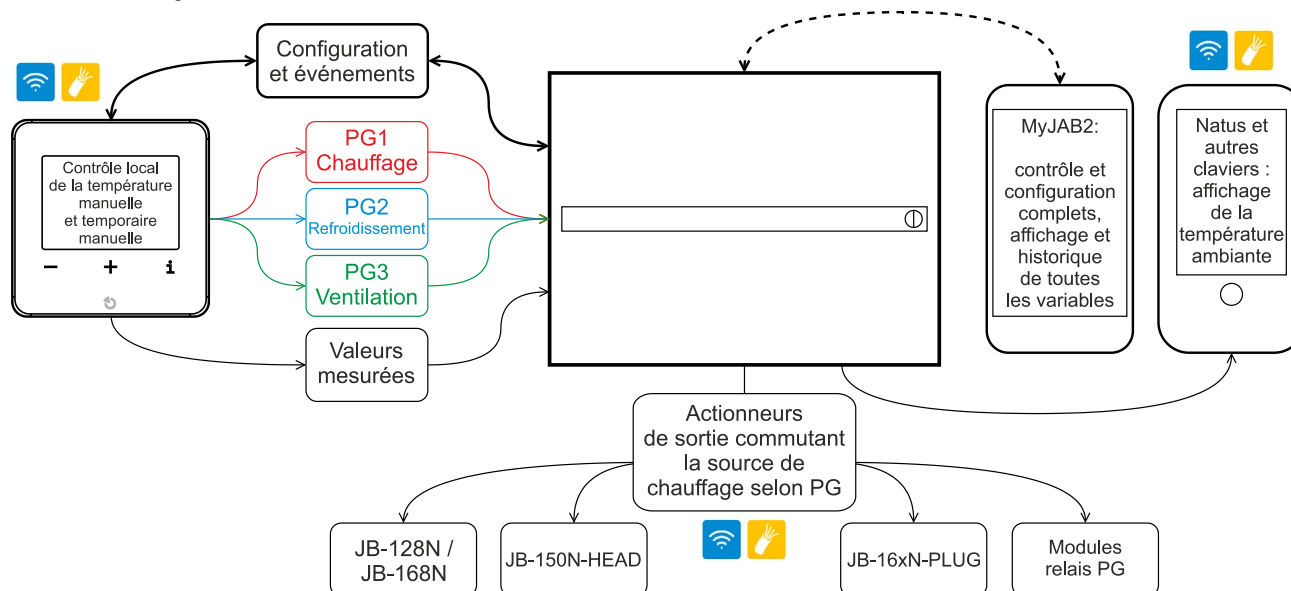 Configuration
et événements
Contrôle local
de la température
manuelle
et temporaire
manuelle
− + i
PG1
Chauffage
PG2
Refroidissement
PG3
Ventilation
Valeurs
mesurées
MyJAB2:
contrôle et
configuration
complets,
affichage et
historique
de toutes
les variables
Natus et
autres
claviers :
affichage
de la
température
ambiante
Actionneurs
de sortie commutant
la source de
chauffage selon PG
JB-128N /
JB-168N
JB-150N-HEAD
JB-16xN-PLUG
Modules
relais PG